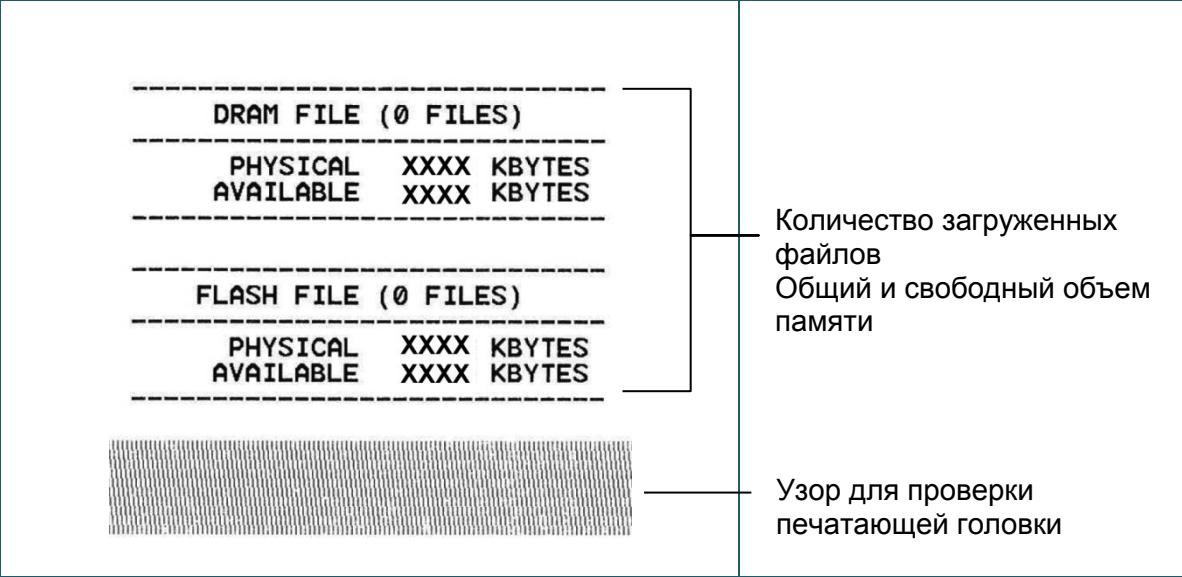 DRAM FILE (0 FILES)
PHYSICAL XXXX KBYTES
AVAILABLE XXXX KBYTES
FLASH FILE (0 FILES)
PHYSICAL XXXX KBYTES
AVAILABLE XXXX KBYTES
Количество загруженных
файлов
Общий и свободный объем
памяти
Узор для проверки
печатающей головки